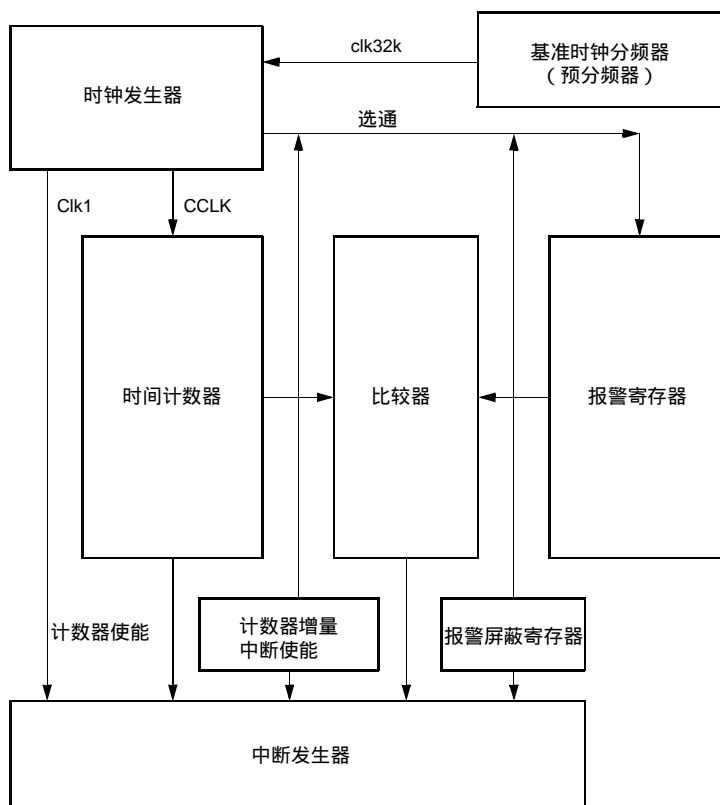 clk32k
基准时钟分频器
（预分频器）
时钟发生器
选通
Clk1
CCLK
时间计数器
比较器
报警寄存器
计数器使能
计数器增量
中断使能
报警屏蔽寄存器
中断发生器